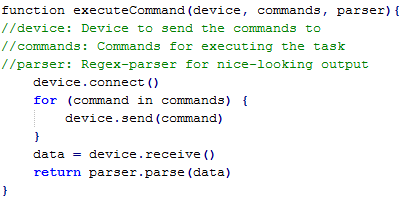 function executeCommand(device, commands, parser){
//device: Device to send the commands to
//commands: Commands for executing the task
//parser: Regex-parser for nice-looking output
    device.connect()
    for (command in commands) {
        device.send(command)
    }
    data = device.receive()
    return parser.parse(data)
}